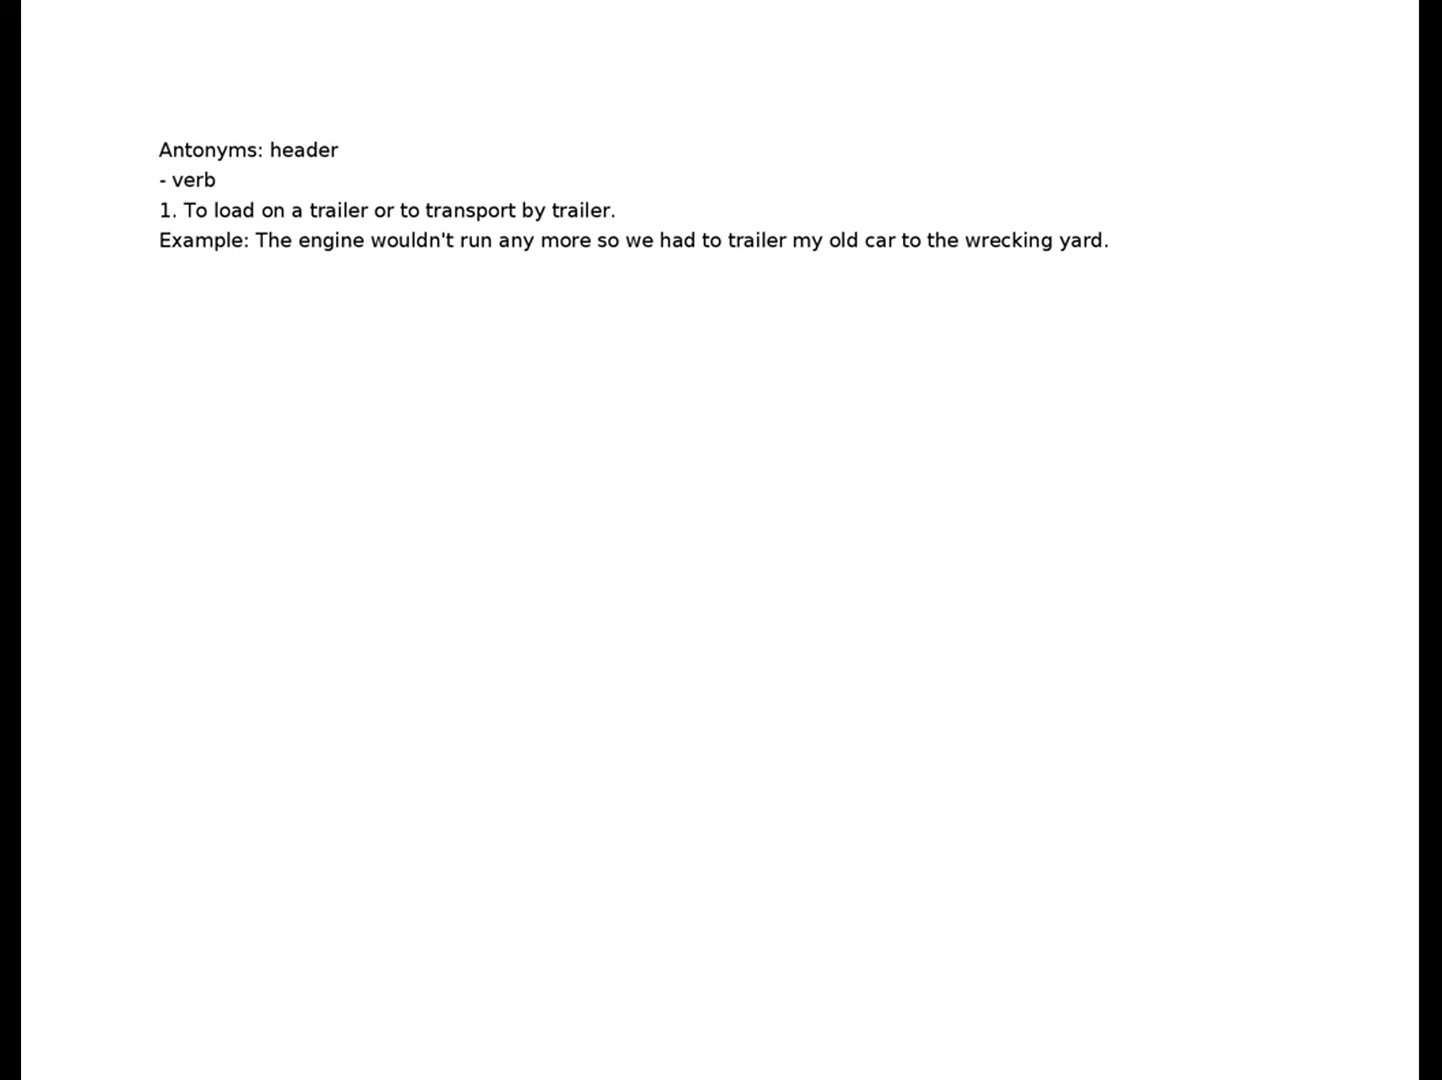 Antonyms: header
- verb
1. To load on a trailer or to transport by trailer.
Example: The engine wouldn't run any more so we had to trailer my old car to the wrecking yard.